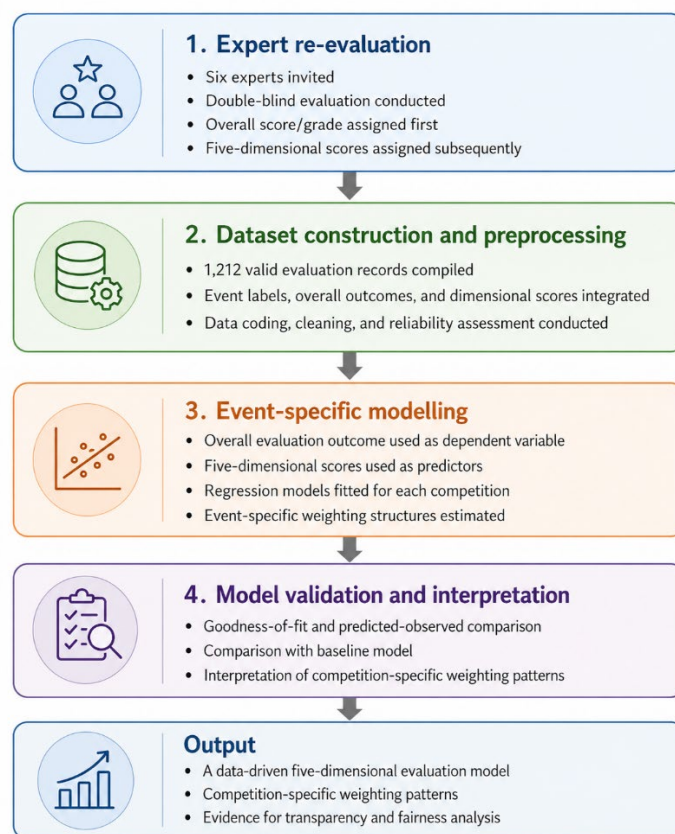 1. Expert re-evaluation
• Six experts invited
• Double-blind evaluation conducted
• Overall score/grade assigned first
• Five-dimensional scores assigned subsequently
2. Dataset construction and preprocessing
• 1,212 valid evaluation records compiled
• Event labels, overall outcomes, and dimensional scores integrated
• Data coding, cleaning, and reliability assessment conducted
3. Event-specific modelling
• Overall evaluation outcome used as dependent variable
• Five-dimensional scores used as predictors
• Regression models fitted for each competition
• Event-specific weighting structures estimated
4. Model validation and interpretation
• Goodness-of-fit and predicted-observed comparison
• Comparison with baseline model
• Interpretation of competition-specific weighting patterns
Output
• A data-driven five-dimensional evaluation model
• Competition-specific weighting patterns
• Evidence for transparency and fairness analysis